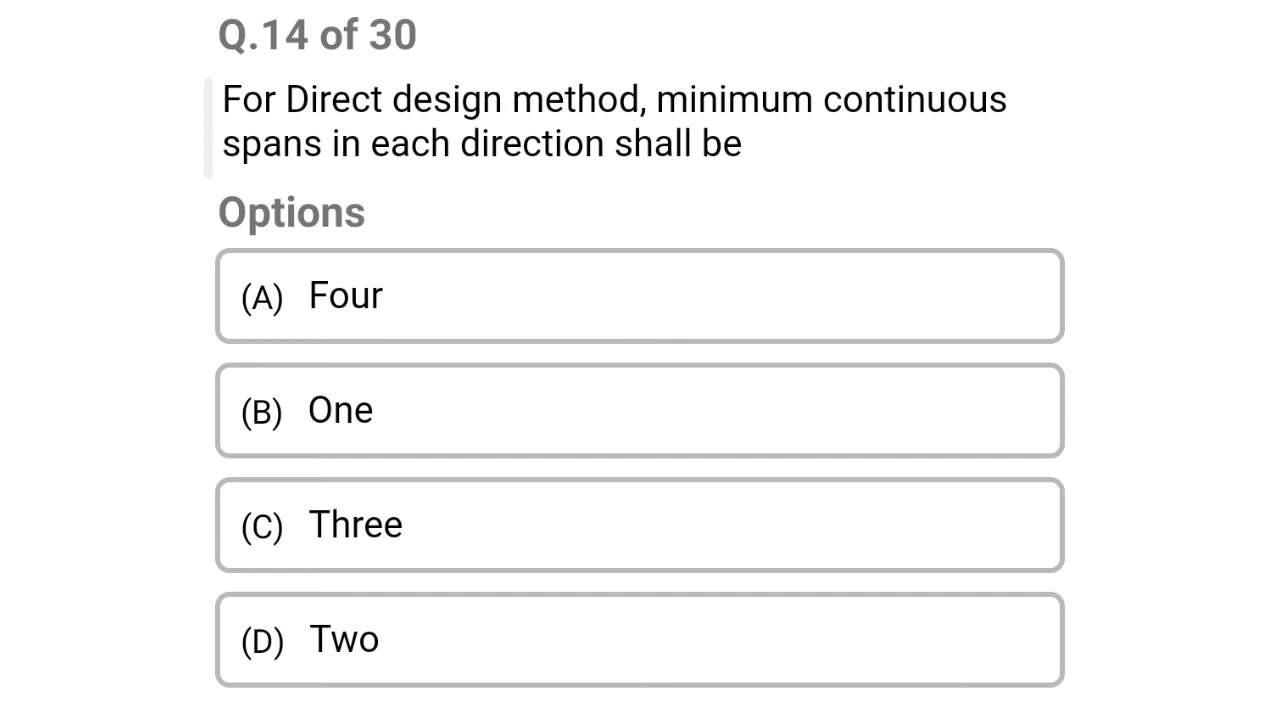 Q.14 of 30
For Direct design method, minimum continuous
spans in each direction shall be
Options
(A) Four
(B) One
(C) Three
(D) Two